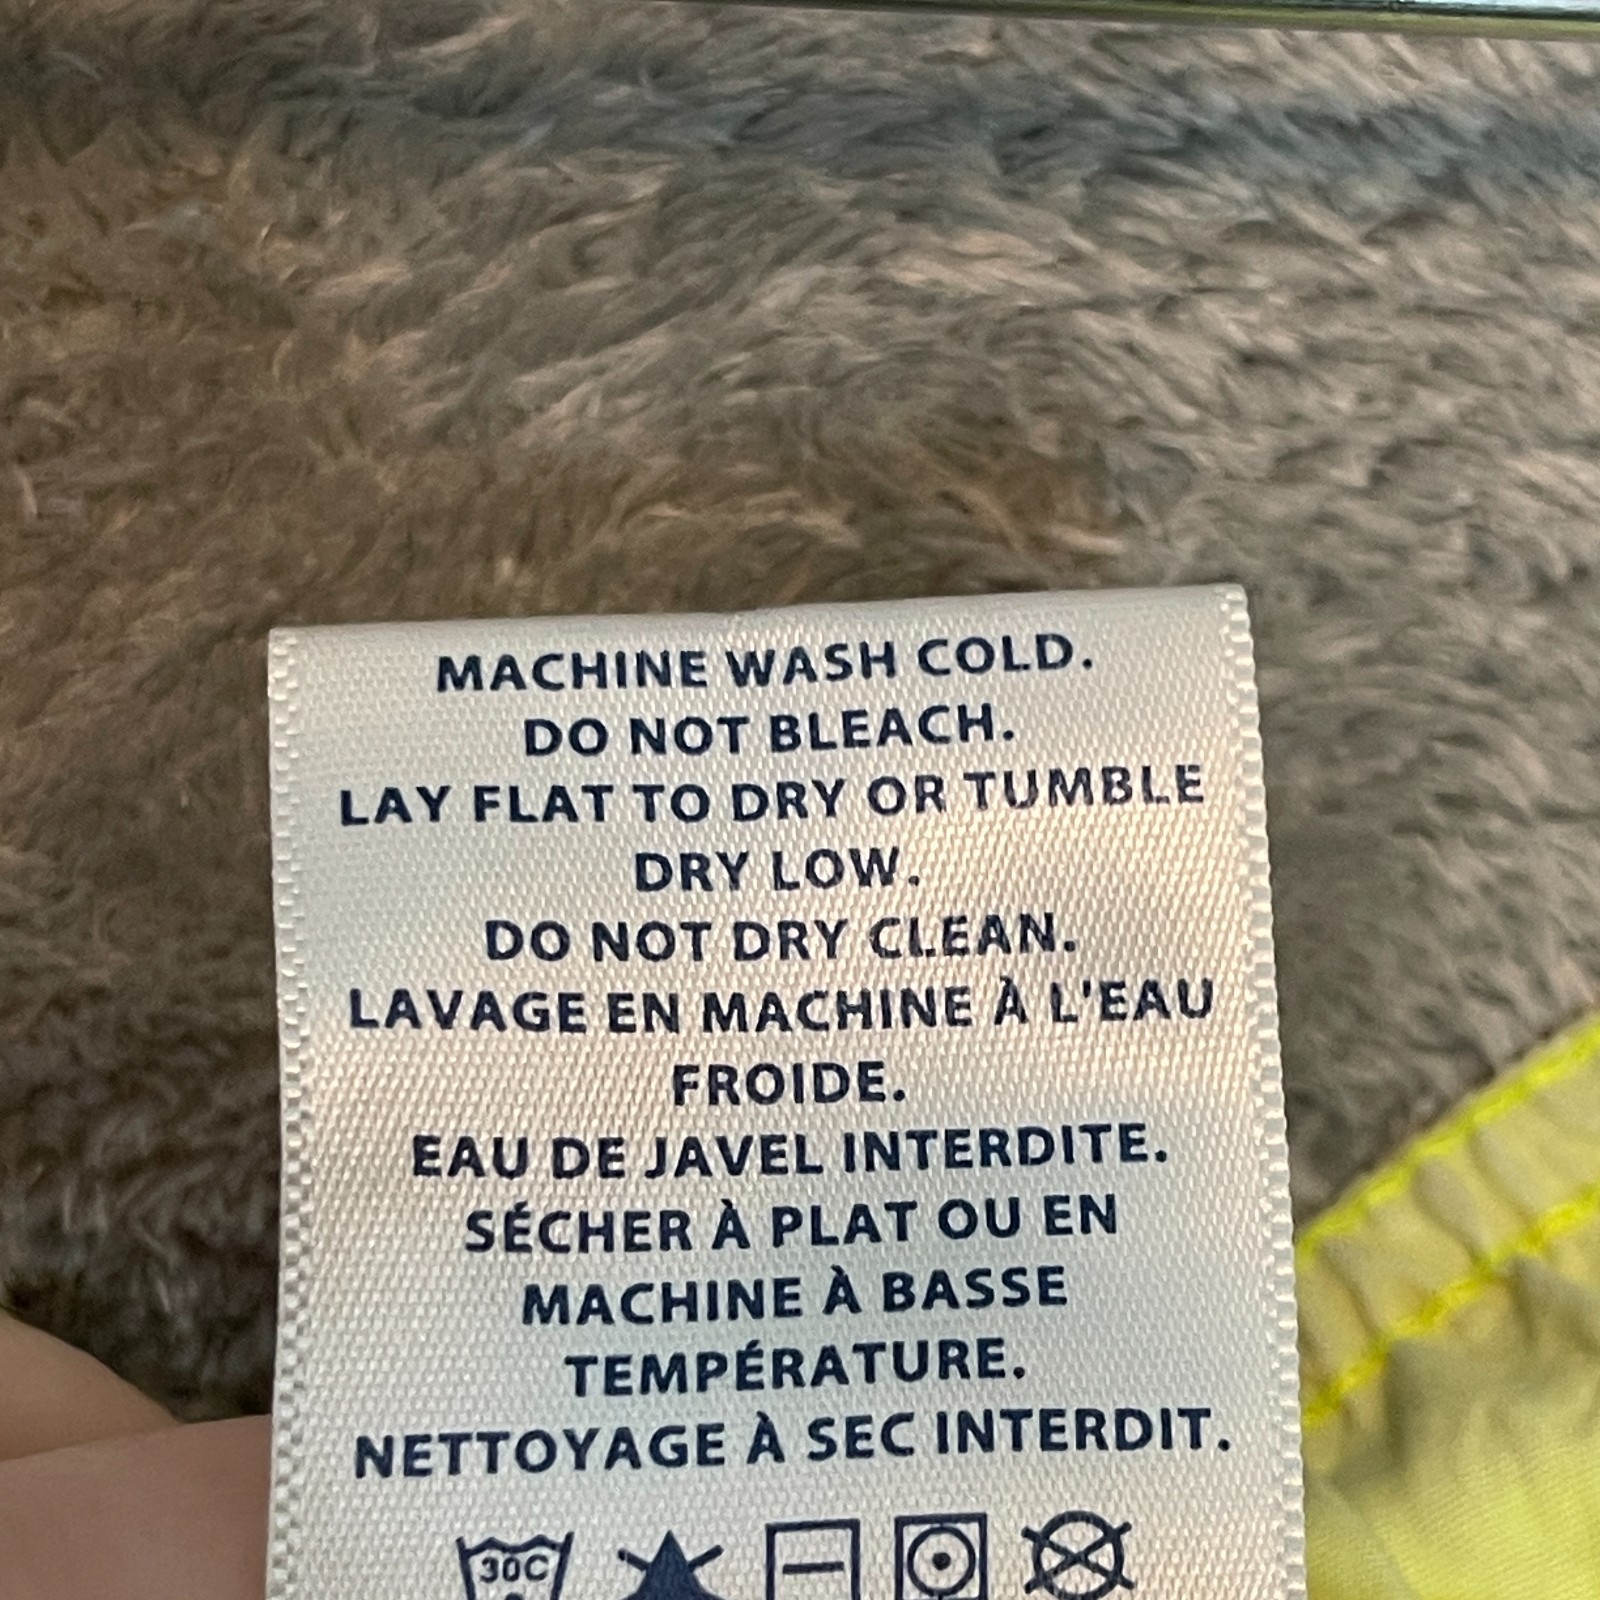 MACHINE WASH COLD.
DO NOT BLEACH.
LAY FLAT TO DRY OR TUMBLE
DRY LOW.
DO NOT DRY CLEAN.
LAVAGE EN MACHINE À L'EAU
FROIDE.
EAU DE JAVEL INTERDITE.
SÉCHER À PLAT OU EN
MACHINE À BASSE
TEMPÉRATURE.
NETTOYAGE À SEC INTERDIT.
30C